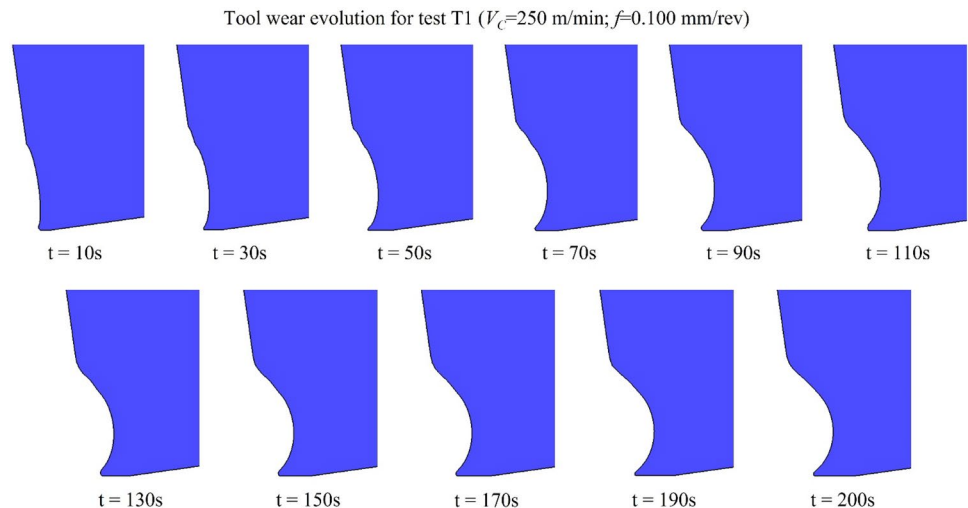 Tool wear evolution for test T1 (V_C=250 m/min; f=0.100 mm/rev)
t = 10s
t = 30s
t = 50s
t = 70s
t = 90s
t = 110s
t = 130s
t = 150s
t = 170s
t = 190s
t = 200s